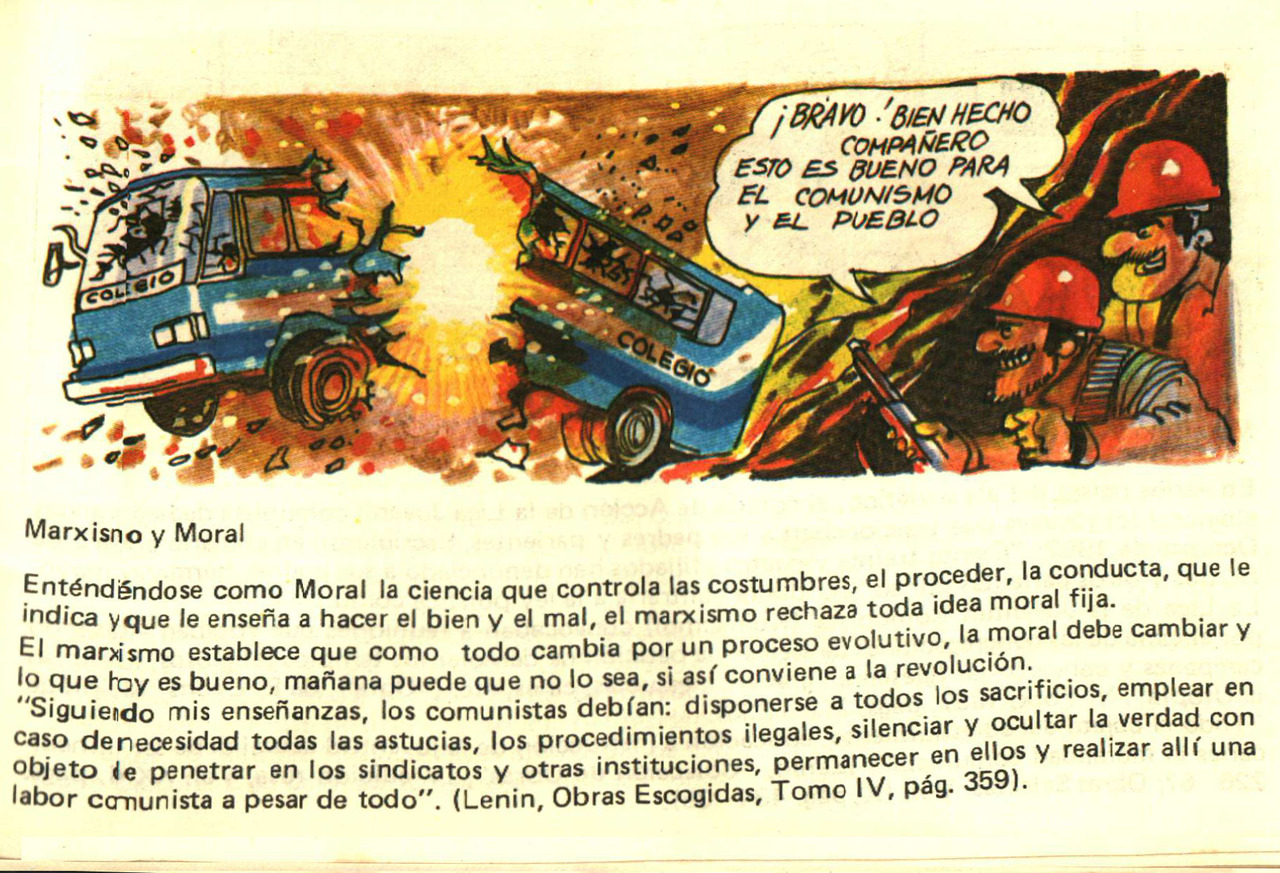 ¡BRAVO! BIEN HECHO
COMPAÑERO
ESTO ES BUENO PARA
EL COMUNISMO
Y EL PUEBLO
COLEGIO
COLEGIO
Marxismo y Moral
Enténdiéndose como Moral la ciencia que controla las costumbres, el proceder, la conducta, que le
indica y que le enseña a hacer el bien y el mal, el marxismo rechaza toda idea moral fija.
El marxismo establece que como todo cambia por un proceso evolutivo, la moral debe cambiar y
lo que hoy es bueno, mañana puede que no lo sea, si así conviene a la revolución.
"Siguiendo mis enseñanzas, los comunistas debían: disponerse a todos los sacrificios, emplear en
caso de necesidad todas las astucias, los procedimientos ilegales, silenciar y ocultar la verdad con
objeto de penetrar en los sindicatos y otras instituciones, permanecer en ellos y realizar allí una
labor comunista a pesar de todo". (Lenin, Obras Escogidas, Tomo IV, pág. 359).